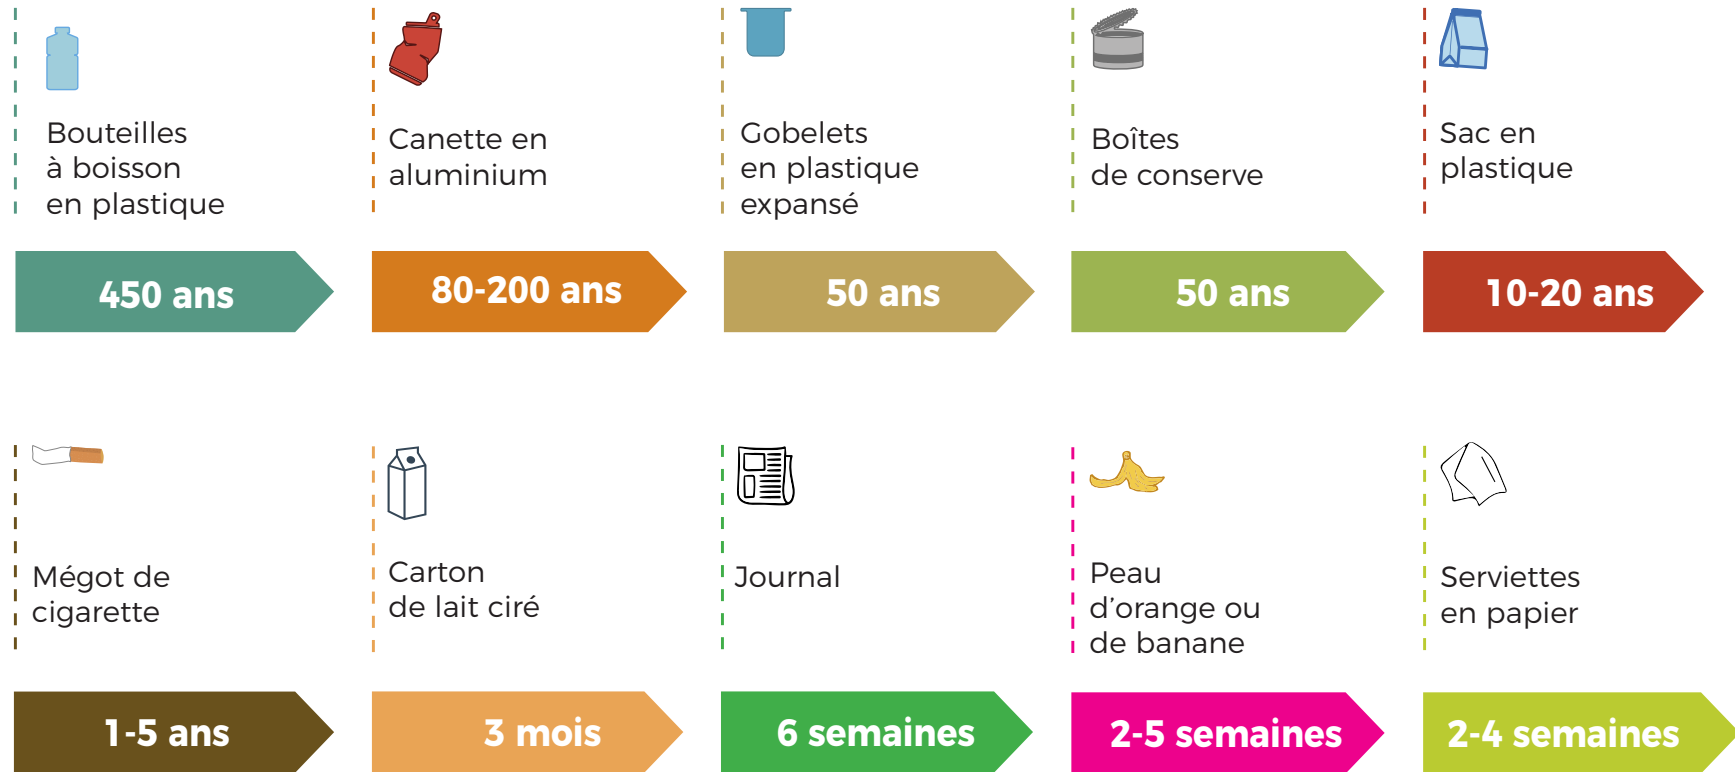 Bouteilles
à boisson
en plastique
450 ans
Canette en
aluminium
80-200 ans
Gobelets
en plastique
expansé
50 ans
Boîtes
de conserve
50 ans
Sac en
plastique
10-20 ans
Mégot de
cigarette
1-5 ans
Carton
de lait ciré
3 mois
Journal
6 semaines
Peau
d’orange ou
de banane
2-5 semaines
Serviettes
en papier
2-4 semaines